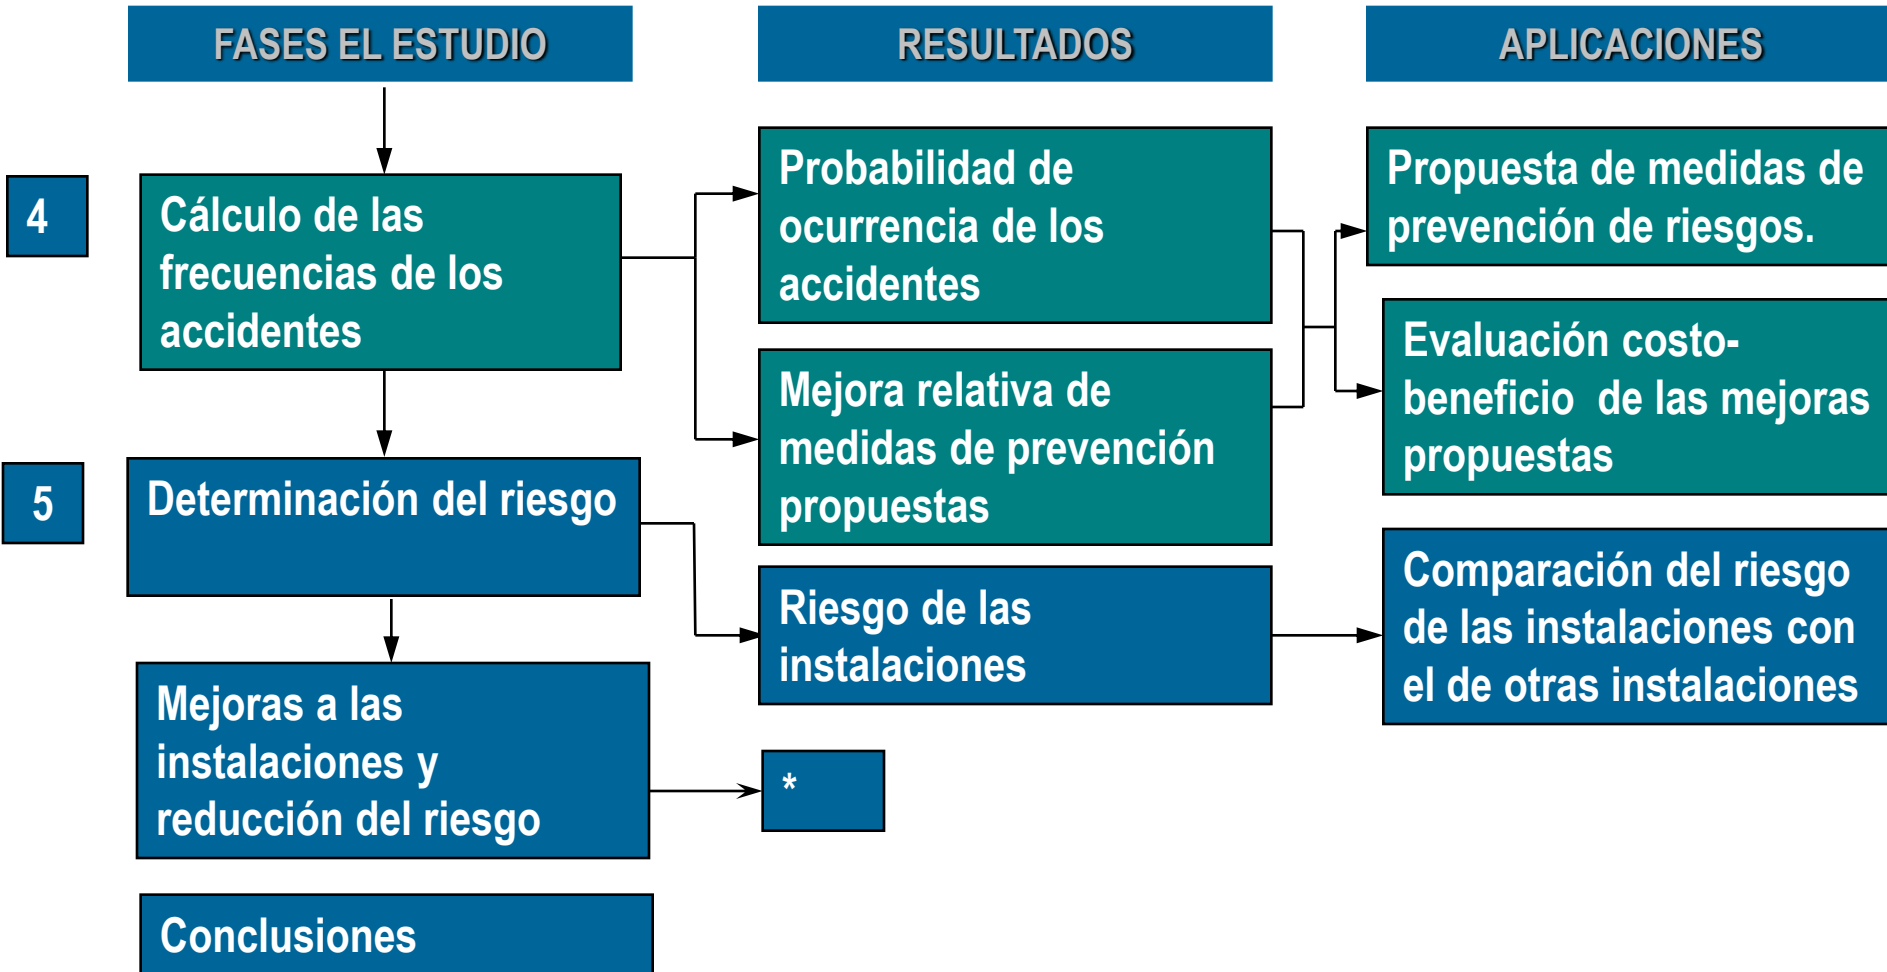 FASES EL ESTUDIO
RESULTADOS
APLICACIONES
4
Cálculo de las
frecuencias de los
accidentes
Probabilidad de
ocurrencia de los
accidentes
Propuesta de medidas de
prevención de riesgos.
Mejora relativa de
medidas de prevención
propuestas
Evaluación costo-
beneficio de las mejoras
propuestas
5
Determinación del riesgo
Riesgo de las
instalaciones
Comparación del riesgo
de las instalaciones con
el de otras instalaciones
Mejoras a las
instalaciones y
reducción del riesgo
*
Conclusiones